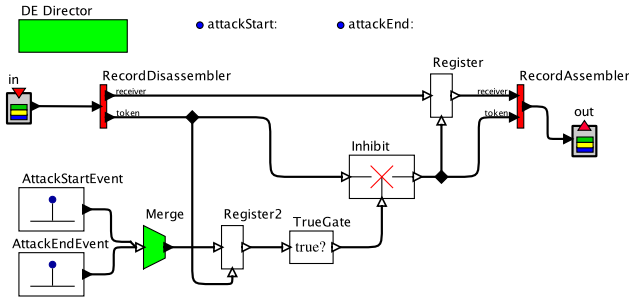 DE Director
attackStart:
attackEnd:
in
RecordDisassembler
receiver
token
Register
receiver
token
RecordAssembler
out
Inhibit
AttackStartEvent
AttackEndEvent
Merge
Register2
TrueGate
true?